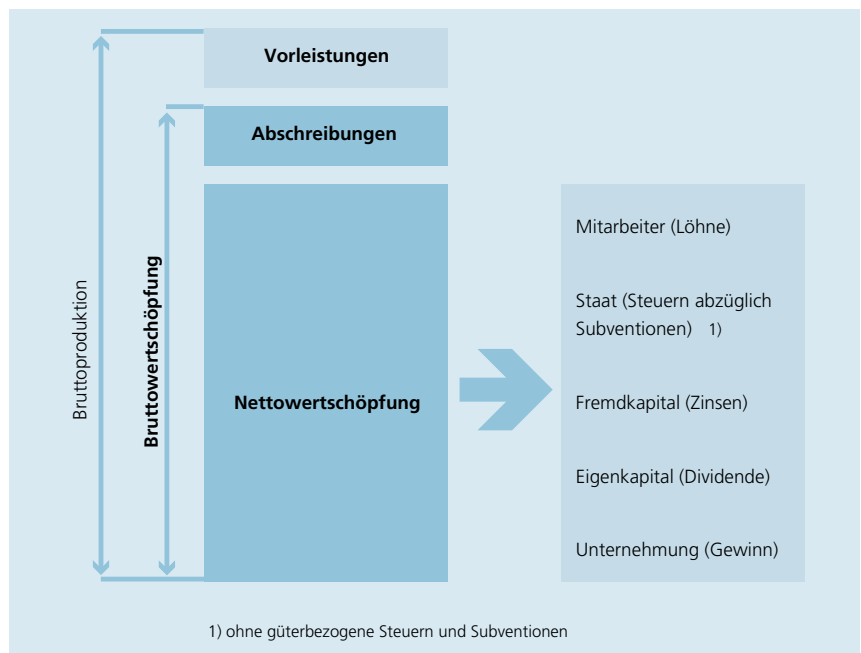 Vorleistungen
Abschreibungen
Bruttoproduktion
Bruttowertschöpfung
Nettowertschöpfung
Mitarbeiter (Löhne)
Staat (Steuern abzüglich
Subventionen) 1)
Fremdkapital (Zinsen)
Eigenkapital (Dividende)
Unternehmung (Gewinn)
1) ohne güterbezogene Steuern und Subventionen